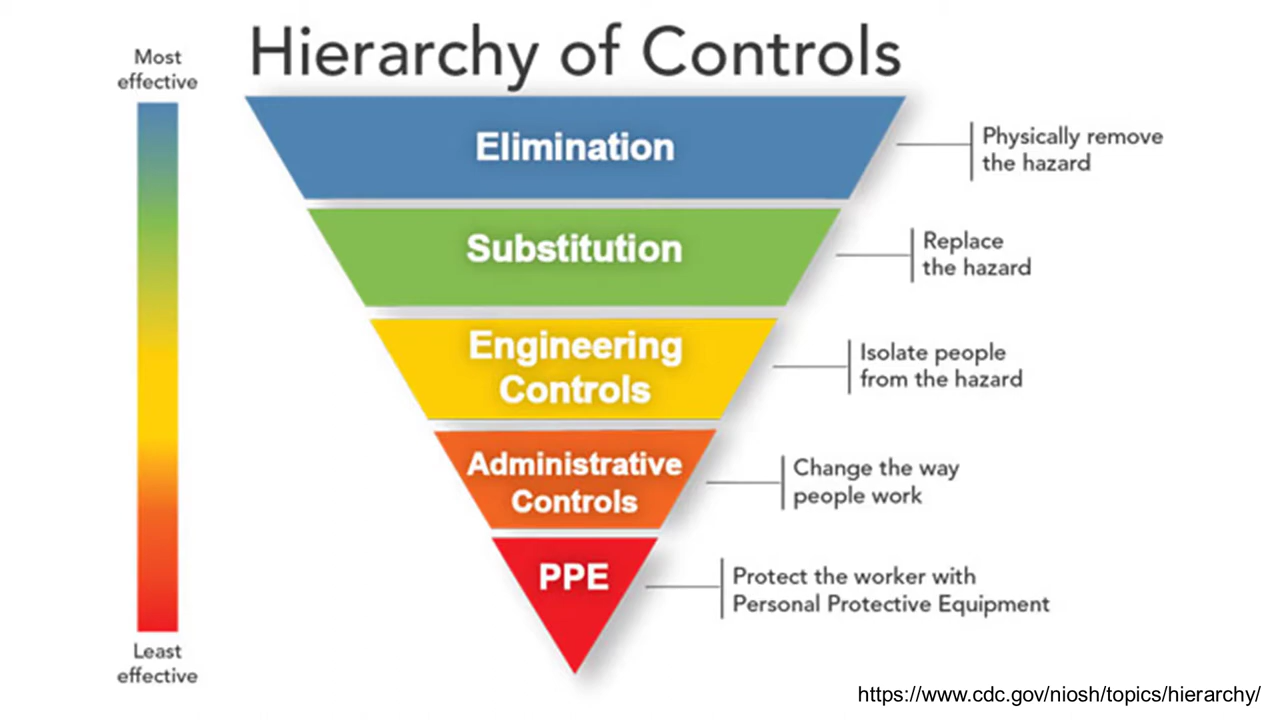 Hierarchy of Controls
Most
effective
Elimination
Physically remove
the hazard
Substitution
Replace
the hazard
Engineering
Controls
Isolate people
from the hazard
Administrative
Controls
Change the way
people work
PPE
Protect the worker with
Personal Protective Equipment
Least
effective
https://www.cdc.gov/niosh/topics/hierarchy/